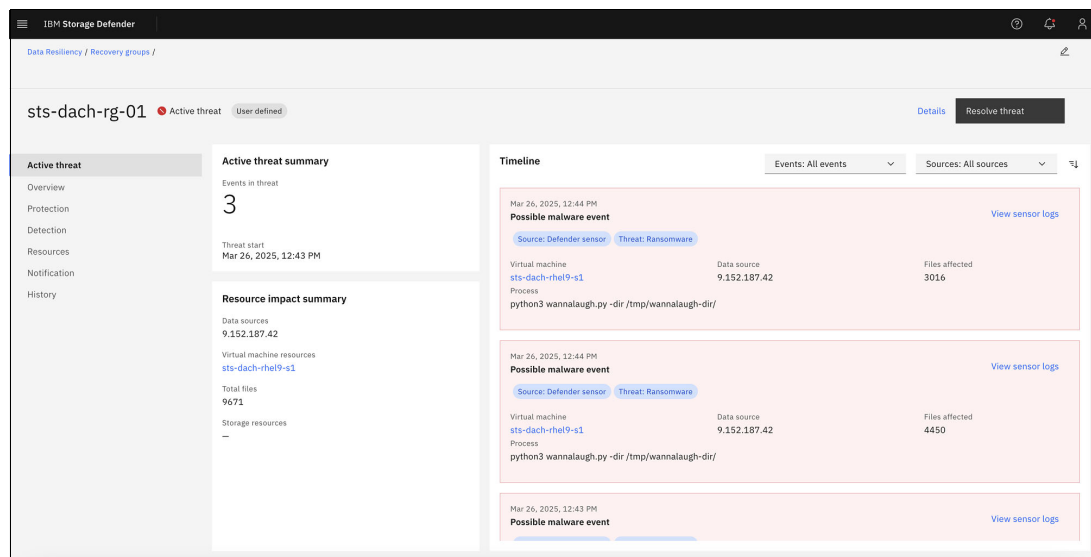 IBM Storage Defender
Data Resiliency / Recovery groups /
sts-dach-rg-01 Active threat User defined
Details Resolve threat
Active threat
Overview
Protection
Detection
Resources
Notification
History
Active threat summary
Events in threat
3
Threat start
Mar 26, 2025, 12:43 PM
Resource impact summary
Data sources
9.152.187.42
Virtual machine resources
sts-dach-rhel9-s1
Total files
9671
Storage resources
—
Timeline
Events: All events Sources: All sources
Mar 26, 2025, 12:44 PM
Possible malware event
View sensor logs
Source: Defender sensor Threat: Ransomware
Virtual machine Data source Files affected
sts-dach-rhel9-s1 9.152.187.42 3016
Process
python3 wannalaugh.py -dir /tmp/wannalaugh-dir/
Mar 26, 2025, 12:44 PM
Possible malware event
View sensor logs
Source: Defender sensor Threat: Ransomware
Virtual machine Data source Files affected
sts-dach-rhel9-s1 9.152.187.42 4450
Process
python3 wannalaugh.py -dir /tmp/wannalaugh-dir/
Mar 26, 2025, 12:43 PM
Possible malware event
View sensor logs